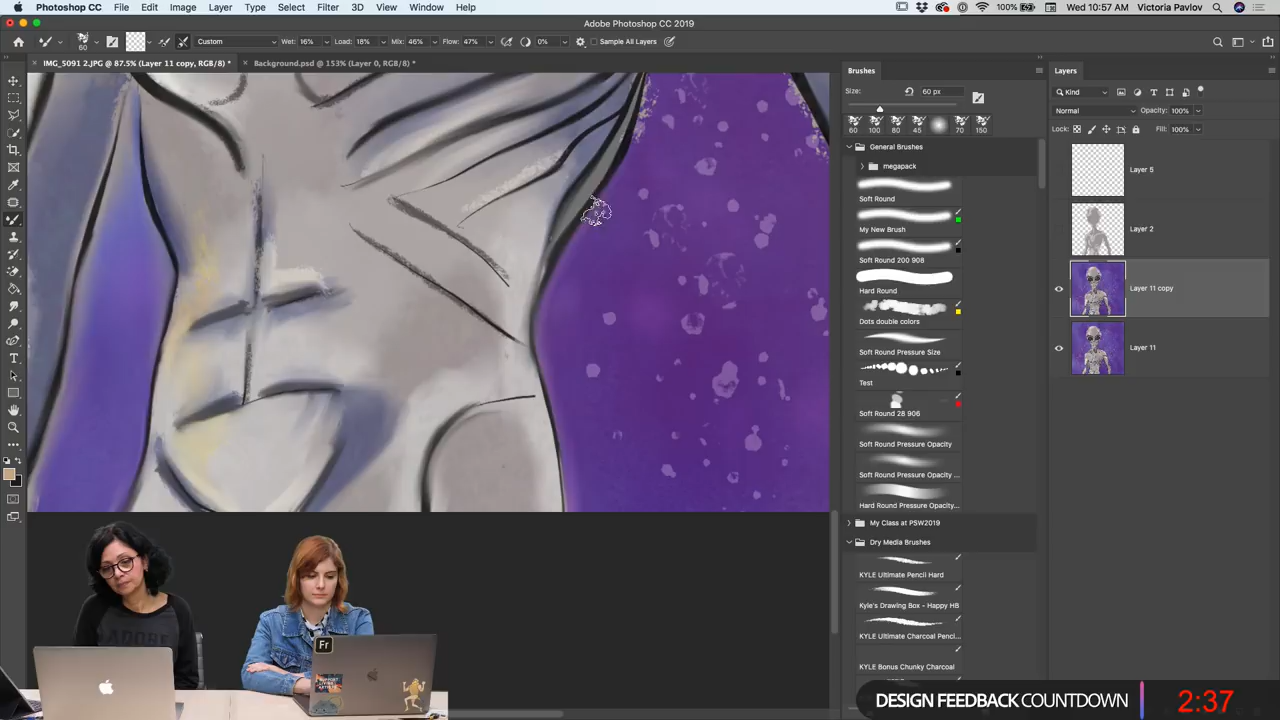 Photoshop CC File Edit Image Layer Type Select Filter 3D View Window Help 100% Wed 10:57 AM Victoria Pavlov
Adobe Photoshop CC 2019
60 Custom Wet: 16% Load: 18% Mix: 46% Flow: 47% 0% Sample All Layers
IMG_5091 2.JPG @ 87.5% (Layer 11 copy, RGB/8) * Background.psd @ 153% (Layer 0, RGB/8) *
Brushes
Size: 60 px
60 100 80 45 70 150
General Brushes
megapack
Soft Round
My New Brush
Soft Round 200 908
Hard Round
Dots double colors
Soft Round Pressure Size
Test
Soft Round 28 906
Soft Round Pressure Opacity
Soft Round Pressure Opacity ...
Hard Round Pressure Opacity...
My Class at PSW2019
Dry Media Brushes
KYLE Ultimate Pencil Hard
Kyle's Drawing Box - Happy HB
KYLE Ultimate Charcoal Penci...
KYLE Bonus Chunky Charcoal
Layers
Kind
Normal Opacity: 100%
Lock: Fill: 100%
Layer 5
Layer 2
Layer 11 copy
Layer 11
ADOBE
Fr
DESIGN FEEDBACK COUNTDOWN 2:37